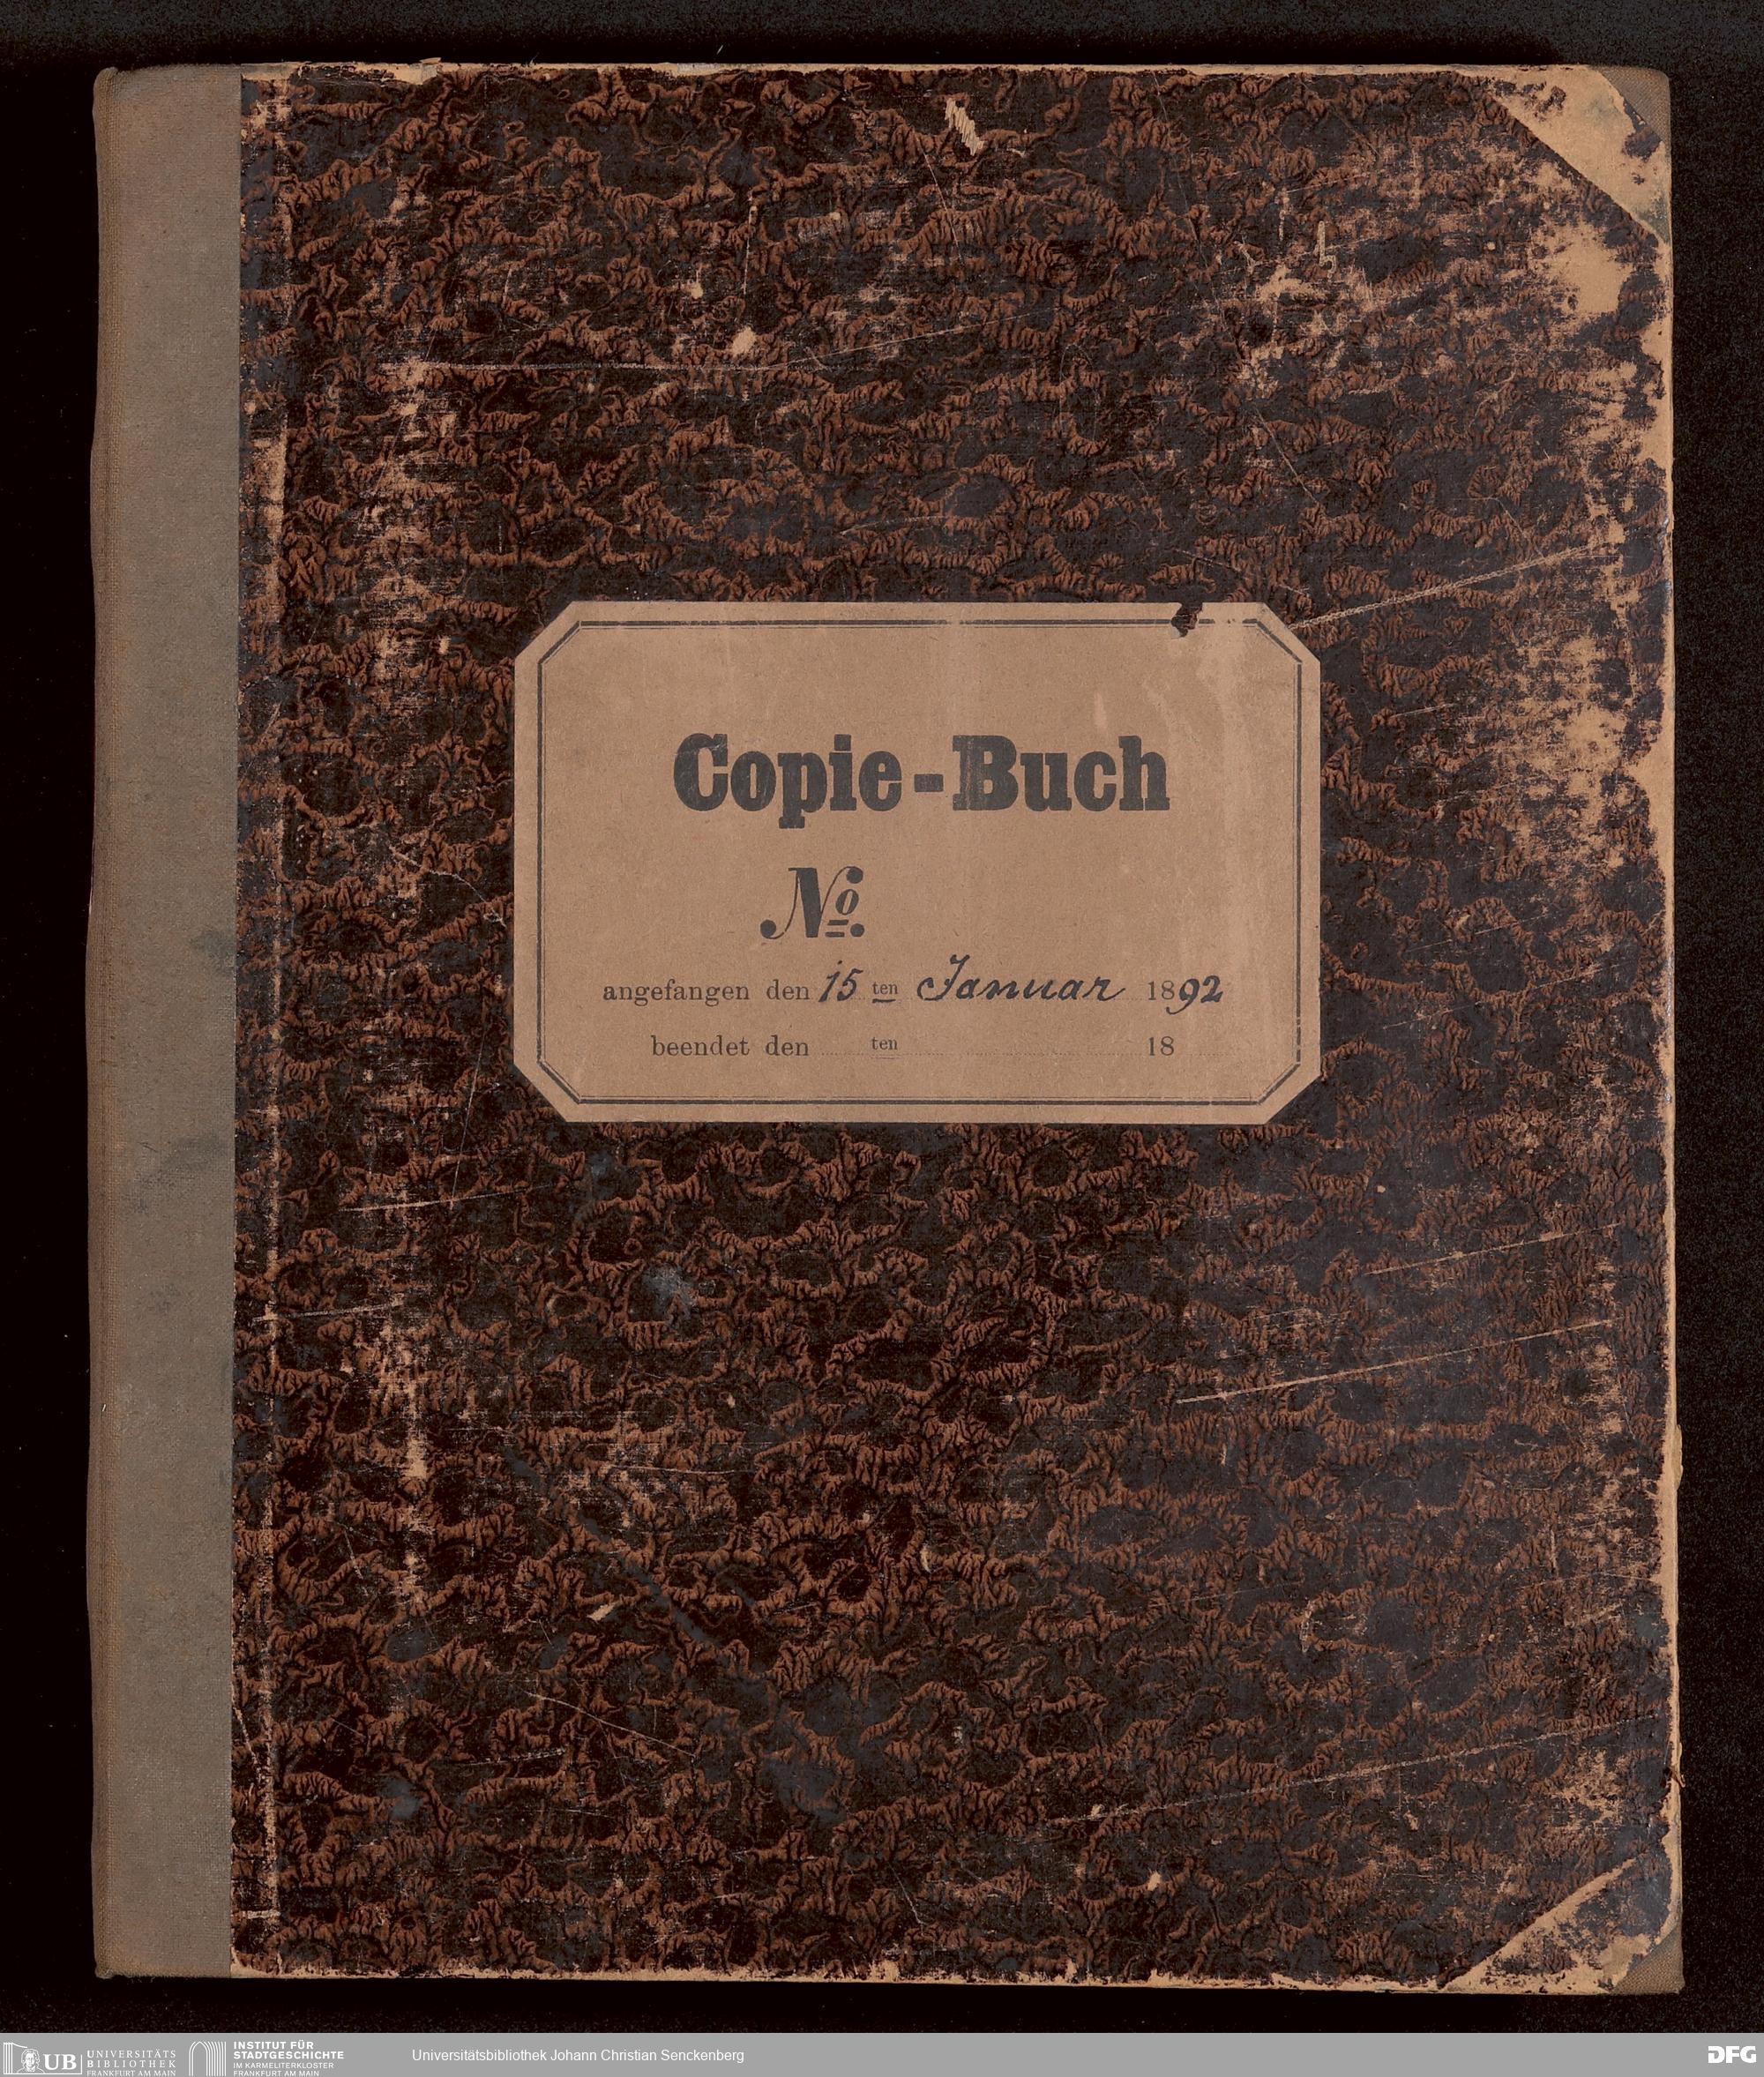 Copie-Buch
No.
angefangen den 15 ten Januar 1892
beendet den ten 18
UB UNIVERSITÄTS
BIBLIOTHEK
FRANKFURT AM MAIN
INSTITUT FÜR
STADTGESCHICHTE
IM KARMELITERKLOSTER
FRANKFURT AM MAIN
Universitätsbibliothek Johann Christian Senckenberg
DFG